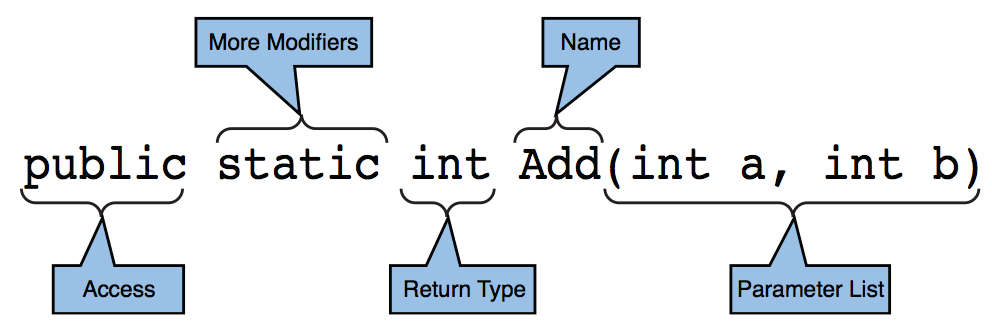 More Modifiers
Name
public static int Add(int a, int b)
Access
Return Type
Parameter List